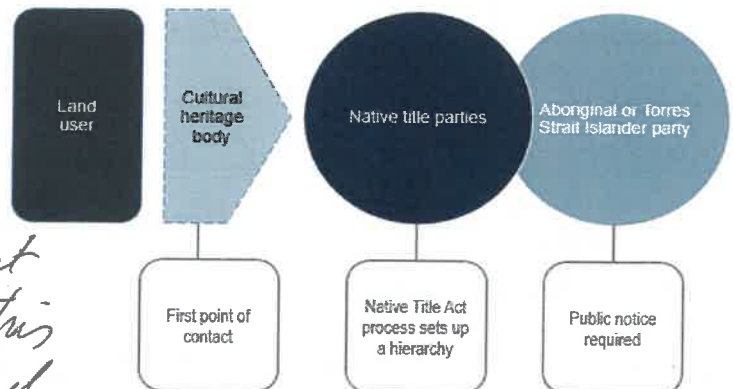 Land
user
Cultural
heritage
body
Native title parties
Aboriginal or Torres
Strait Islander party
First point of
contact
Native Title Act
process sets up
a hierarchy
Public notice
required